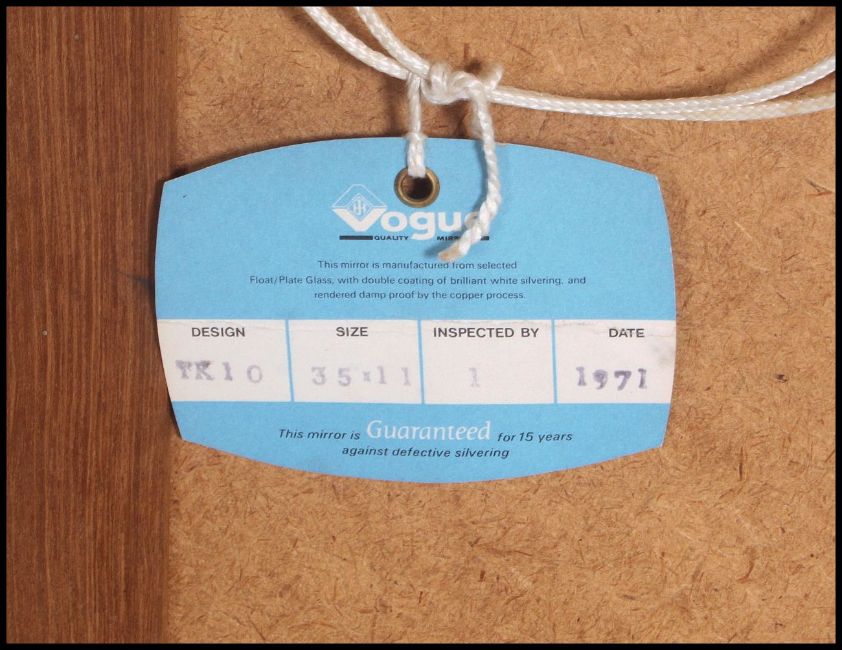 Vogue
QUALITY
This mirror is manufactured from selected
Float/Plate Glass, with double coating of brilliant white silvering, and
rendered damp proof by the copper process.
DESIGN SIZE INSPECTED BY DATE
TK10 35x11 1 1971
This mirror is Guaranteed for 15 years
against defective silvering